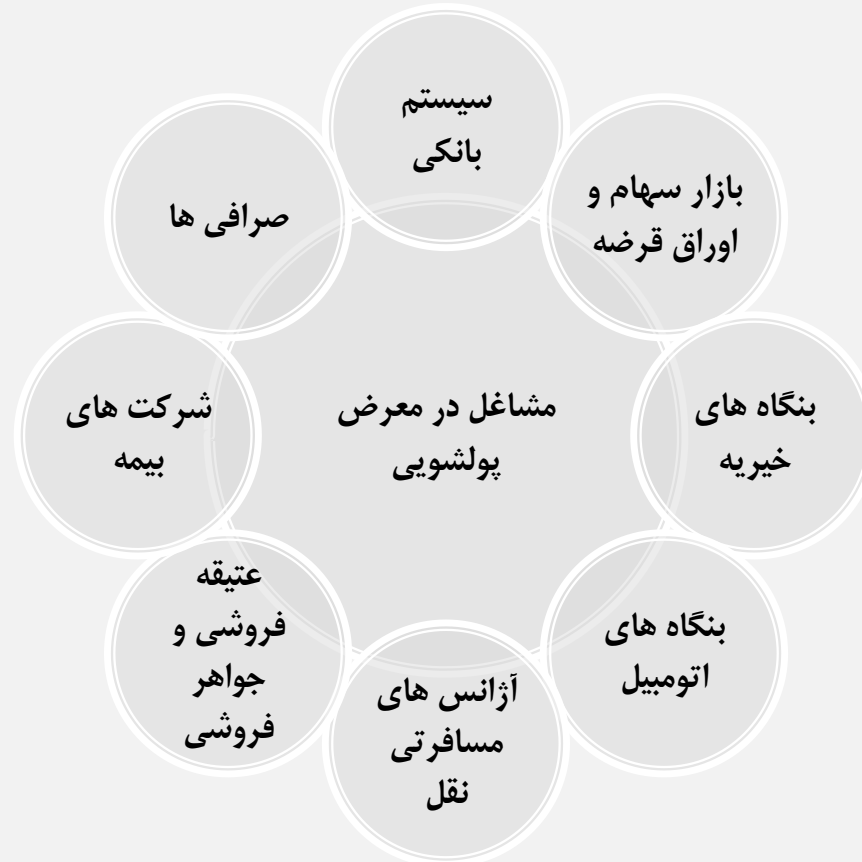 سیستم
بانکی
بازار سهام و
اوراق قرضه
بنگاه های
خیریه
بنگاه های
اتومبیل
آژانس های
مسافرتی
نقل
عتیقه
فروشی و
جواهر
فروشی
شرکت های
بیمه
صرافی ها
مشاغل در معرض
پولشویی